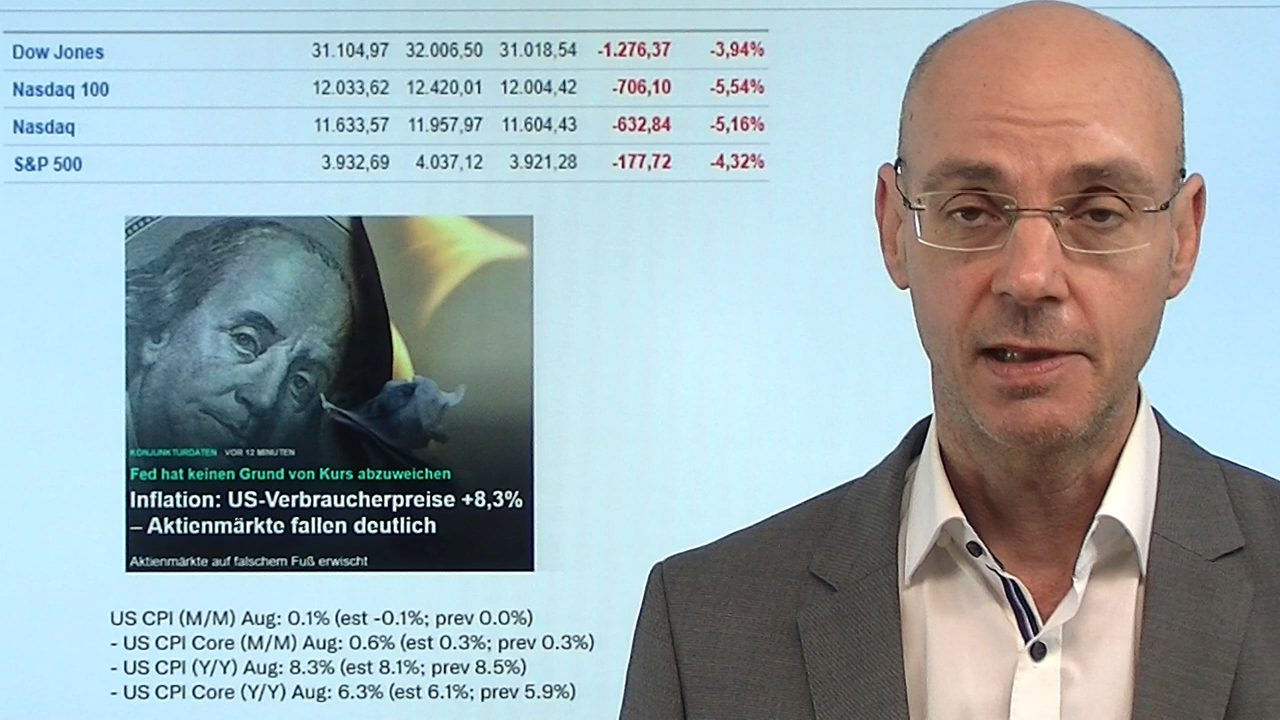 Dow Jones 31.104,97 32.006,50 31.018,54 -1.276,37 -3,94%
Nasdaq 100 12.033,62 12.420,01 12.004,42 -706,10 -5,54%
Nasdaq 11.633,57 11.957,97 11.604,43 -632,84 -5,16%
S&P 500 3.932,69 4.037,12 3.921,28 -177,72 -4,32%
KONJUNKTURDATEN VOR 12 MINUTEN
Fed hat keinen Grund von Kurs abzuweichen
Inflation: US-Verbraucherpreise +8,3%
– Aktienmärkte fallen deutlich
Aktienmärkte auf falschem Fuß erwischt
US CPI (M/M) Aug: 0.1% (est -0.1%; prev 0.0%)
- US CPI Core (M/M) Aug: 0.6% (est 0.3%; prev 0.3%)
- US CPI (Y/Y) Aug: 8.3% (est 8.1%; prev 8.5%)
- US CPI Core (Y/Y) Aug: 6.3% (est 6.1%; prev 5.9%)